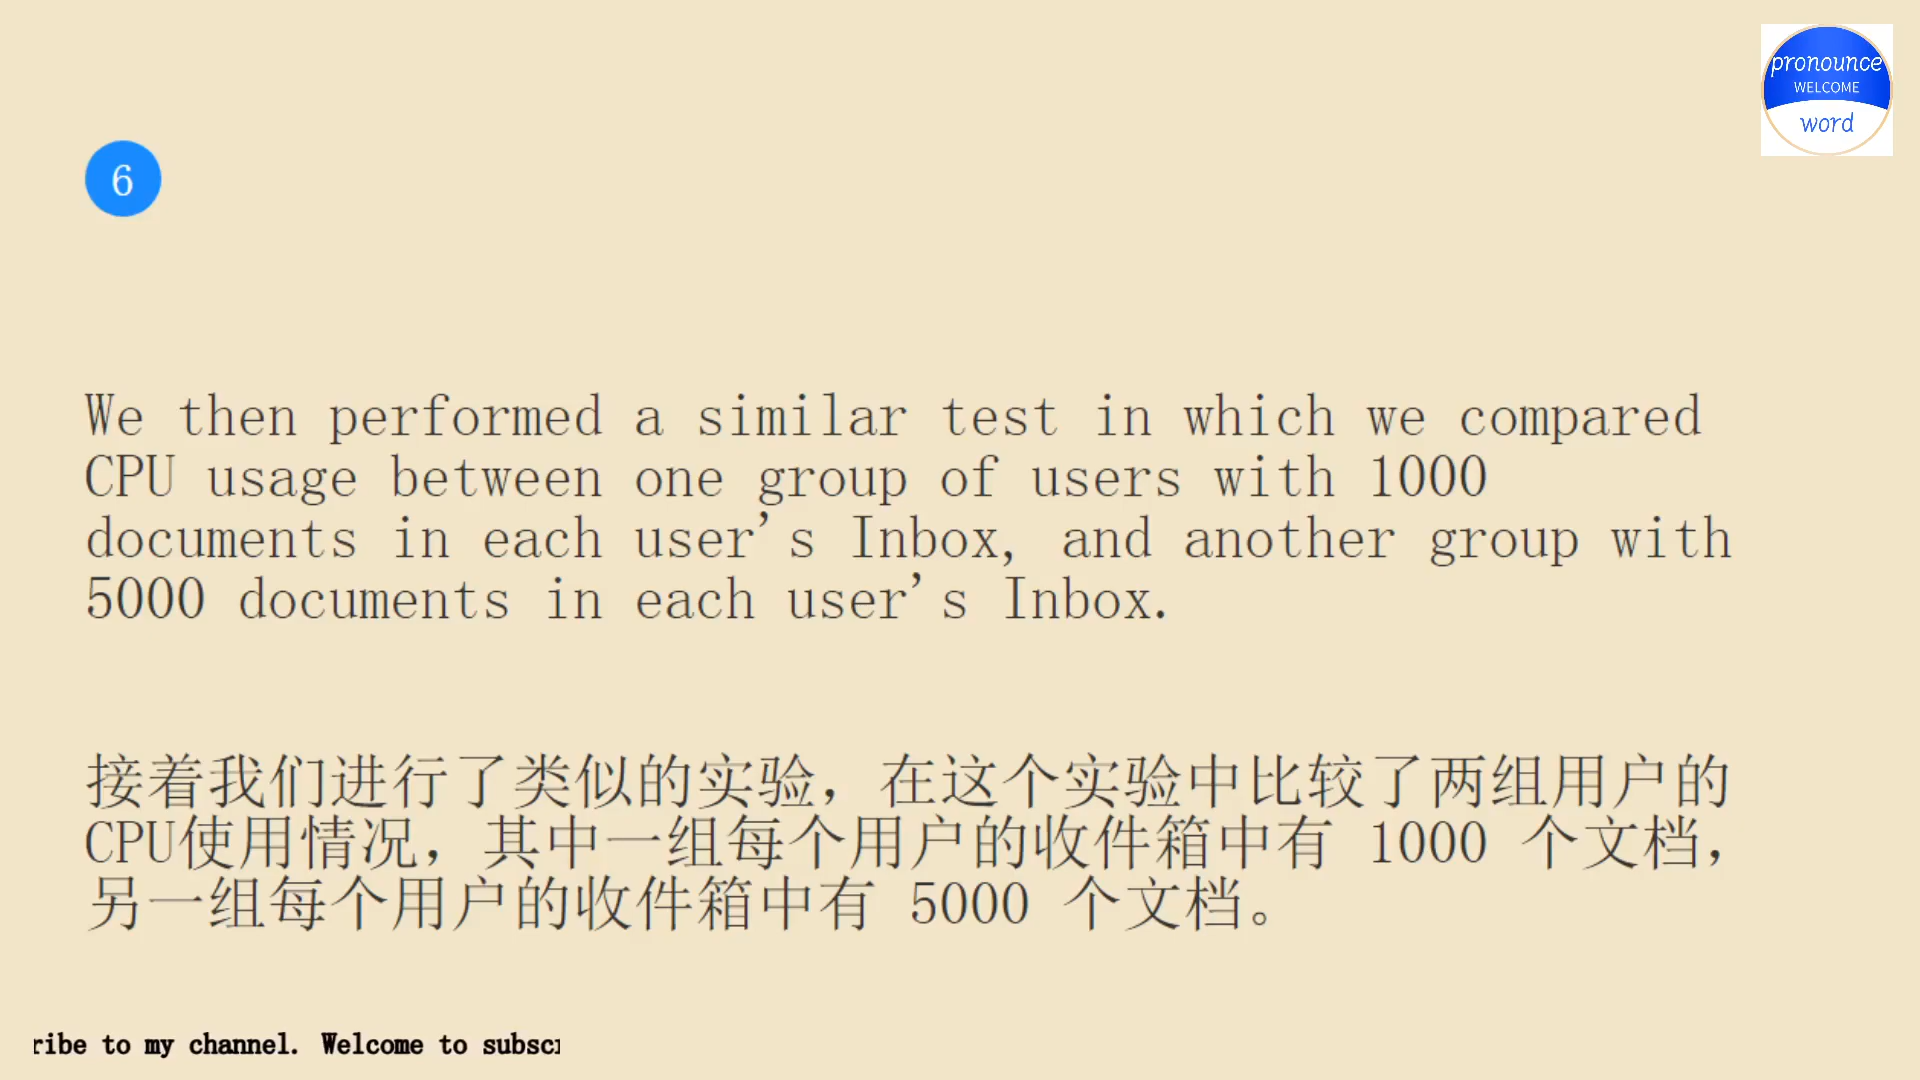 pronounce
WELCOME
word
6
We then performed a similar test in which we compared
CPU usage between one group of users with 1000
documents in each user's Inbox, and another group with
5000 documents in each user's Inbox.
接着我们进行了类似的实验，在这个实验中比较了两组用户的
CPU使用情况，其中一组每个用户的收件箱中有 1000 个文档，
另一组每个用户的收件箱中有 5000 个文档。
ribe to my channel. Welcome to subscr